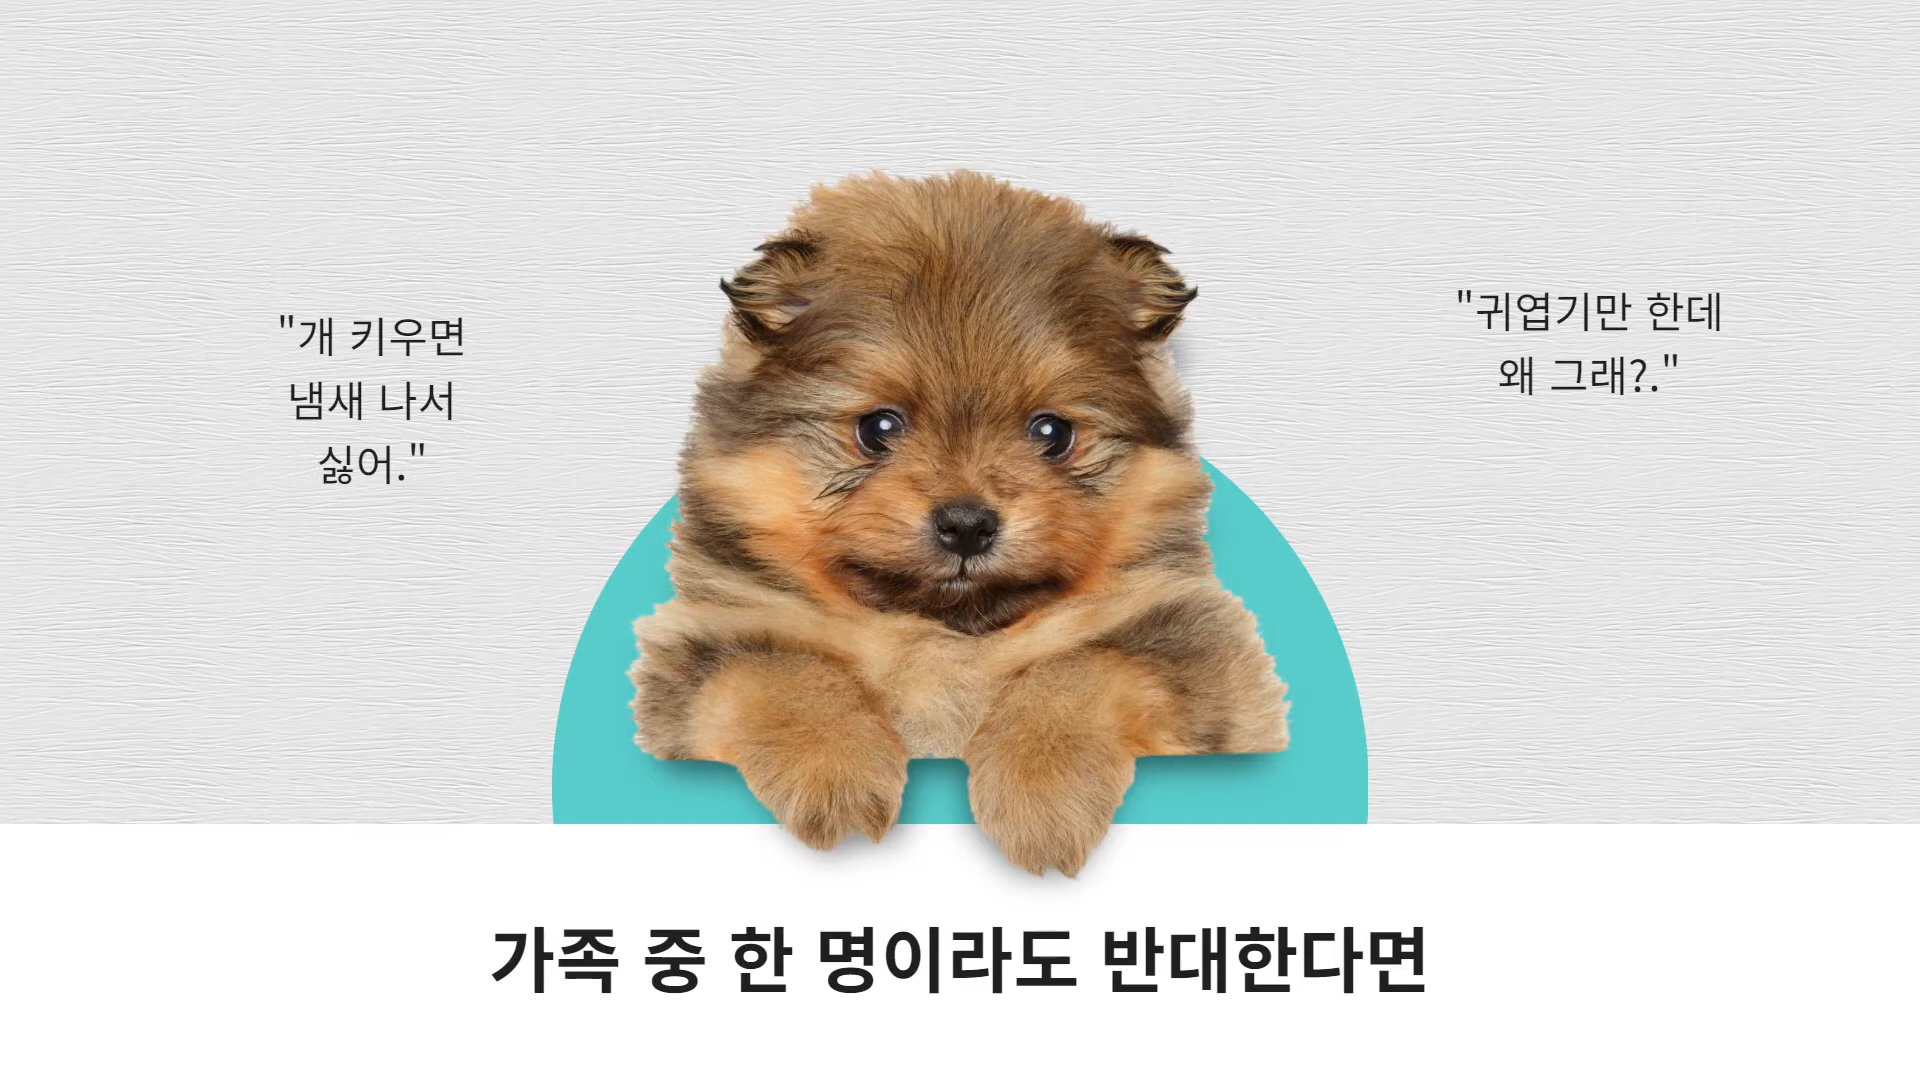 "개 키우면
냄새 나서
싫어."
"귀엽기만 한데
왜 그래?."
가족 중 한 명이라도 반대한다면